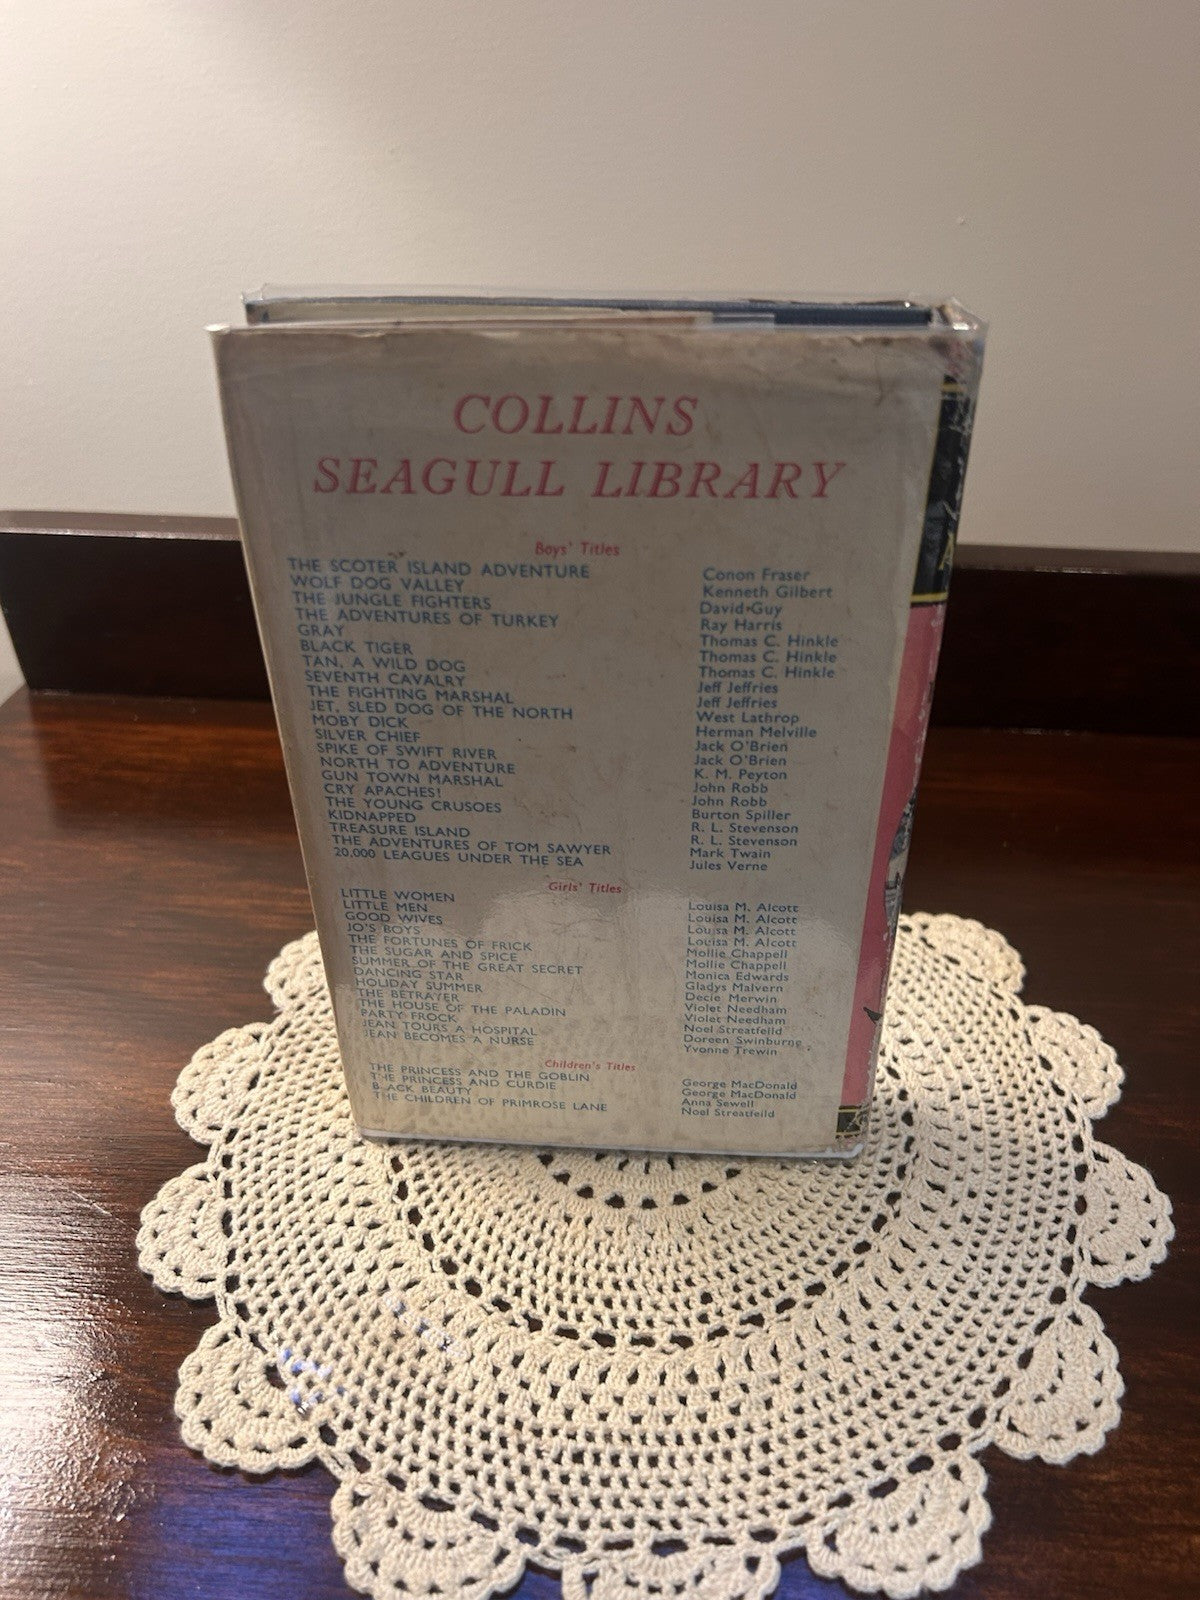 COLLINS
SEAGULL LIBRARY
Boys' Titles
THE SCOTER ISLAND ADVENTURE Conon Fraser
WOLF DOG VALLEY Kenneth Gilbert
THE JUNGLE FIGHTERS David Guy
THE ADVENTURES OF TURKEY Ray Harris
GRAY Thomas C. Hinkle
BLACK TIGER Thomas C. Hinkle
TAN, A WILD DOG Thomas C. Hinkle
SEVENTH CAVALRY Jeff Jeffries
THE FIGHTING MARSHAL Jeff Jeffries
JET, SLED DOG OF THE NORTH West Lathrop
MOBY DICK Herman Melville
SILVER CHIEF Jack O'Brien
SPIKE OF SWIFT RIVER Jack O'Brien
NORTH TO ADVENTURE K. M. Peyton
GUN TOWN MARSHAL John Robb
CRY APACHES! John Robb
THE YOUNG CRUSOES Burton Spiller
KIDNAPPED R. L. Stevenson
TREASURE ISLAND R. L. Stevenson
THE ADVENTURES OF TOM SAWYER Mark Twain
20,000 LEAGUES UNDER THE SEA Jules Verne
Girls' Titles
LITTLE WOMEN Louisa M. Alcott
LITTLE MEN Louisa M. Alcott
GOOD WIVES Louisa M. Alcott
JO'S BOYS Louisa M. Alcott
THE FORTUNES OF FRICK Mollie Chappell
THE SUGAR AND SPICE Mollie Chappell
SUMMER OF THE GREAT SECRET Monica Edwards
DANCING STAR Gladys Malvern
HOLIDAY SUMMER Decie Merwin
THE BETRAYER Violet Needham
THE HOUSE OF THE PALADIN Violet Needham
PARTY FROCK Noel Streatfeild
JEAN TOURS A HOSPITAL Doreen Swinburne
JEAN BECOMES A NURSE Yvonne Trewin
Children's Titles
THE PRINCESS AND THE GOBLIN George MacDonald
THE PRINCESS AND CURDIE George MacDonald
BLACK BEAUTY Anna Sewell
THE CHILDREN OF PRIMROSE LANE Noel Streatfeild